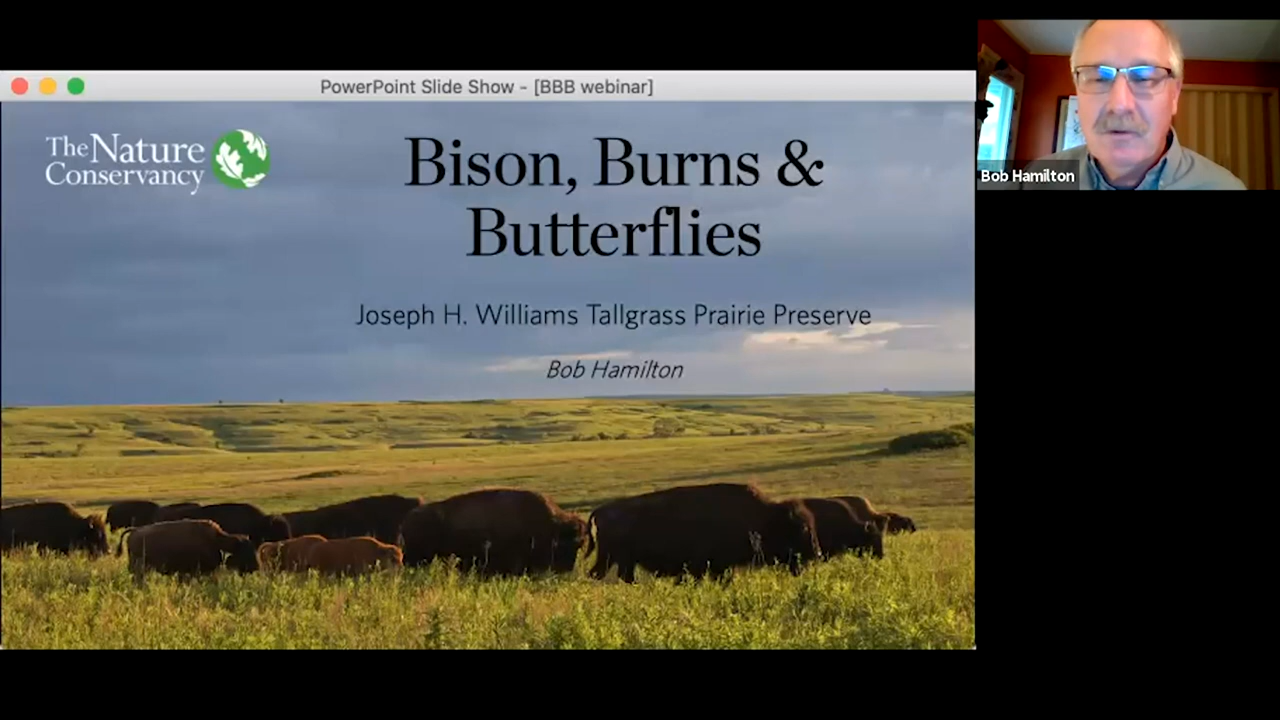 PowerPoint Slide Show - [BBB webinar]
The Nature
Conservancy
Bison, Burns &
Butterflies
Joseph H. Williams Tallgrass Prairie Preserve
Bob Hamilton
Bob Hamilton